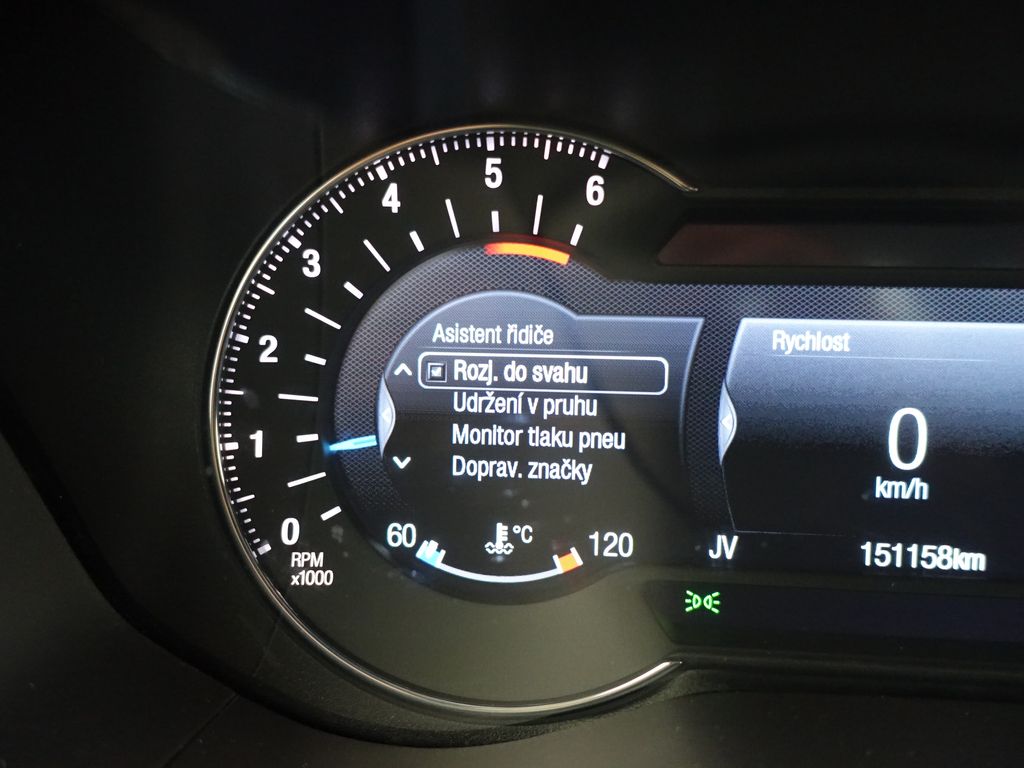 6
5
4
3
2
1
0
RPM
x1000
Asistent řidiče
Rozj. do svahu
Udržení v pruhu
Monitor tlaku pneu
Doprav. značky
60 °C 120
Rychlost
0
km/h
JV 151158km